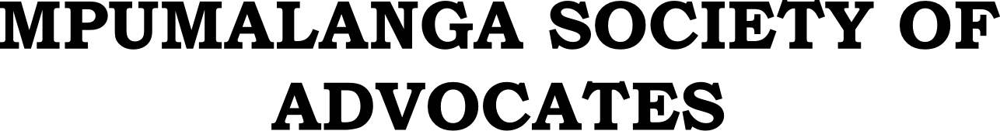 MPUMALANGA SOCIETY OF
ADVOCATES